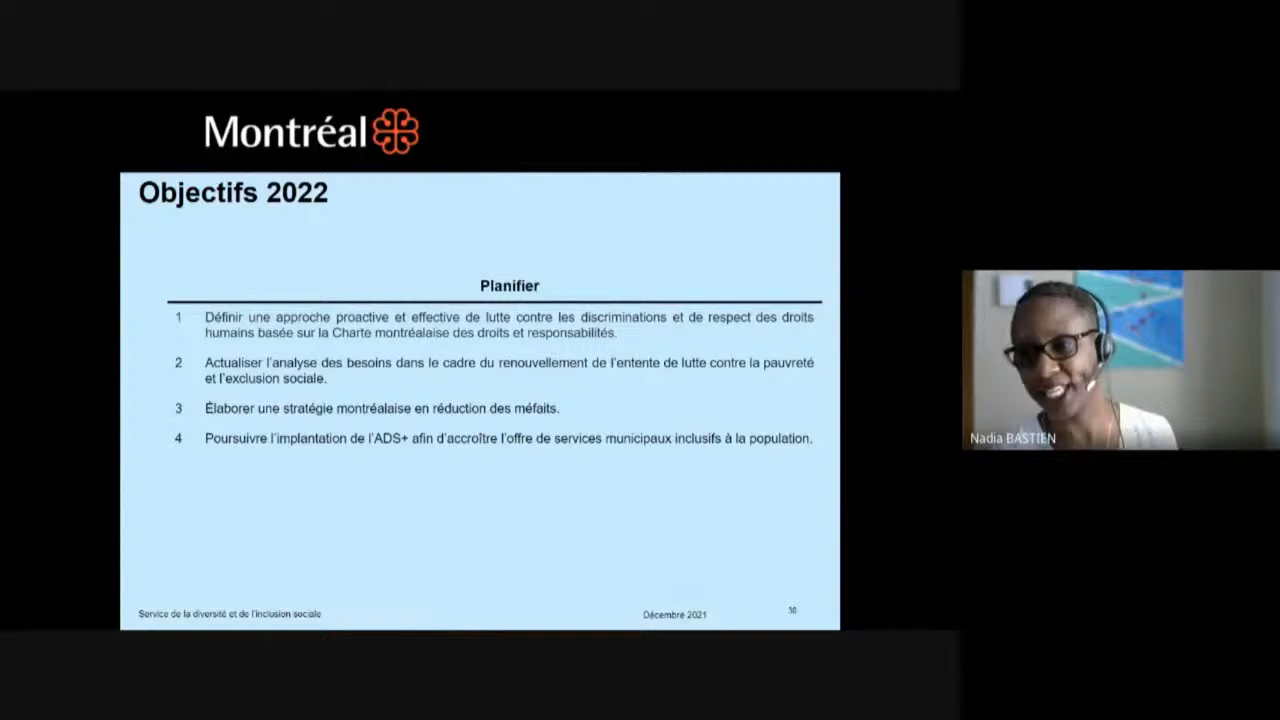 Montréal
Objectifs 2022
Planifier
1 Définir une approche proactive et effective de lutte contre les discriminations et de respect des droits
humains basée sur la Charte montréalaise des droits et responsabilités.
2 Actualiser l’analyse des besoins dans le cadre du renouvellement de l’entente de lutte contre la pauvreté
et l’exclusion sociale.
3 Élaborer une stratégie montréalaise en réduction des méfaits.
4 Poursuivre l’implantation de l’ADS+ afin d’accroître l’offre de services municipaux inclusifs à la population.
Nadia BASTIEN
Service de la diversité et de l’inclusion sociale
Décembre 2021